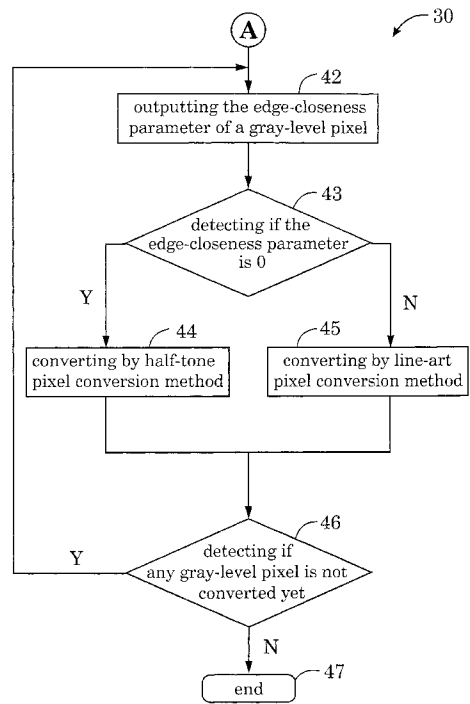 A
30
42
outputting the edge-closeness
parameter of a gray-level pixel
43
detecting if the
edge-closeness parameter
is 0
Y
N
44
converting by half-tone
pixel conversion method
45
converting by line-art
pixel conversion method
46
detecting if
any gray-level pixel is not
converted yet
Y
N
47
end